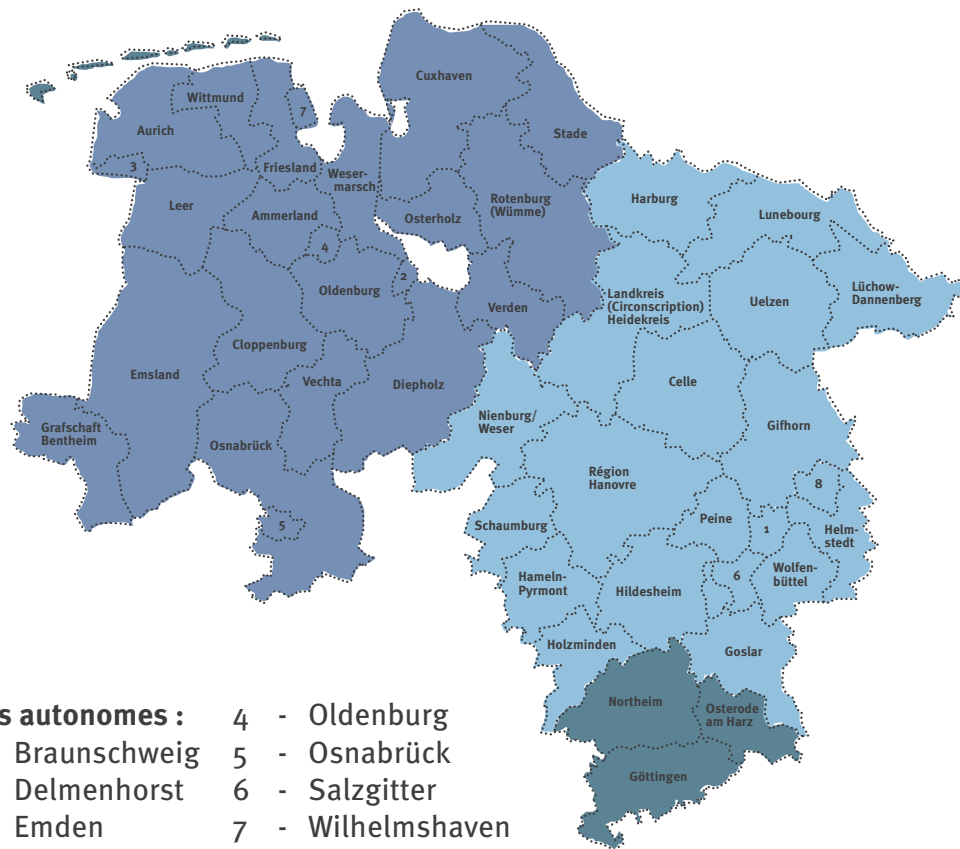 Cuxhaven
Wittmund
7
Stade
Aurich
3
Friesland
Weser-
marsch
Harburg
Rotenburg
(Wümme)
Leer
Ammerland
Osterholz
Lunebourg
4
2
Oldenburg
Lüchow-
Dannenberg
Landkreis
(Circonscription)
Heidekreis
Uelzen
Verden
Cloppenburg
Emsland
Vechta
Diepholz
Celle
Grafschaft
Bentheim
Osnabrück
Nienburg/
Weser
Gifhorn
Région
Hanovre
8
5
Schaumburg
Peine
1
Helm-
stedt
Hameln-
Pyrmont
Hildesheim
6
Wolfen-
büttel
Holzminden
Goslar
Northeim
Osterode
am Harz
Göttingen
s autonomes :
Braunschweig
Delmenhorst
Emden
4 - Oldenburg
5 - Osnabrück
6 - Salzgitter
7 - Wilhelmshaven